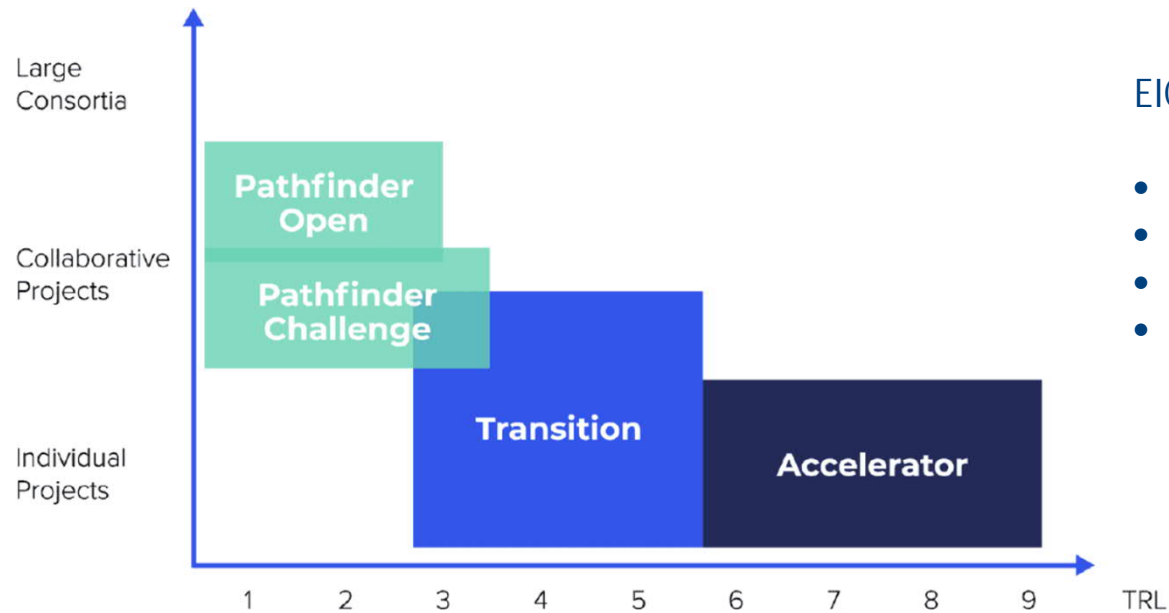 Large
Consortia
Pathfinder
Open
Collaborative
Projects
Pathfinder
Challenge
Transition
Individual
Projects
Accelerator
1 2 3 4 5 6 7 8 9 TRL